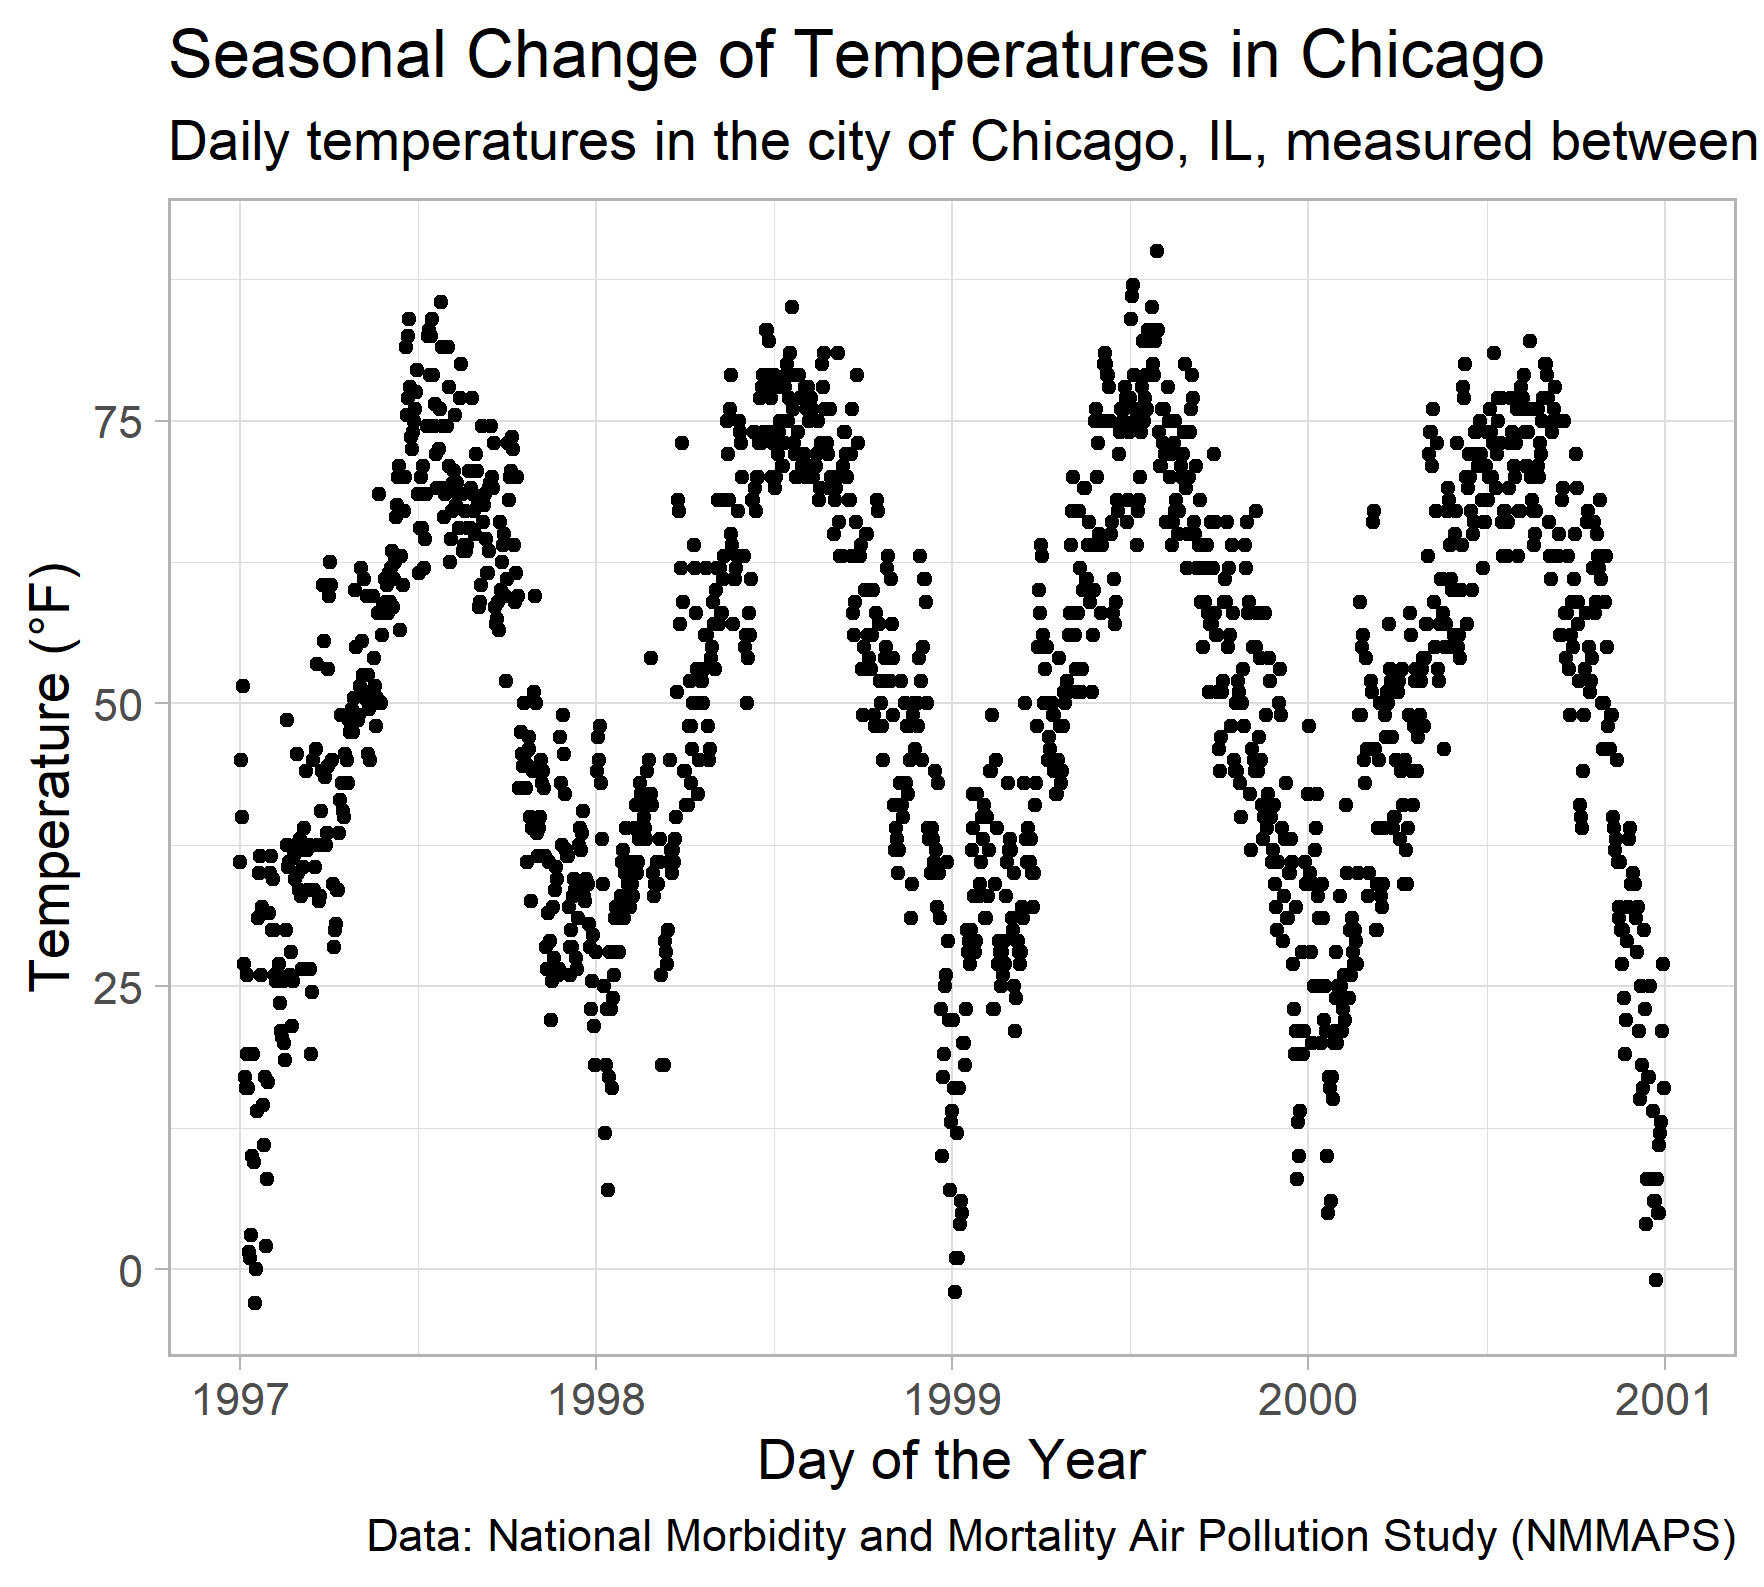 Seasonal Change of Temperatures in Chicago
Daily temperatures in the city of Chicago, IL, measured between
Temperature (°F)
75
50
25
0
1997 1998 1999 2000 2001
Day of the Year
Data: National Morbidity and Mortality Air Pollution Study (NMMAPS)